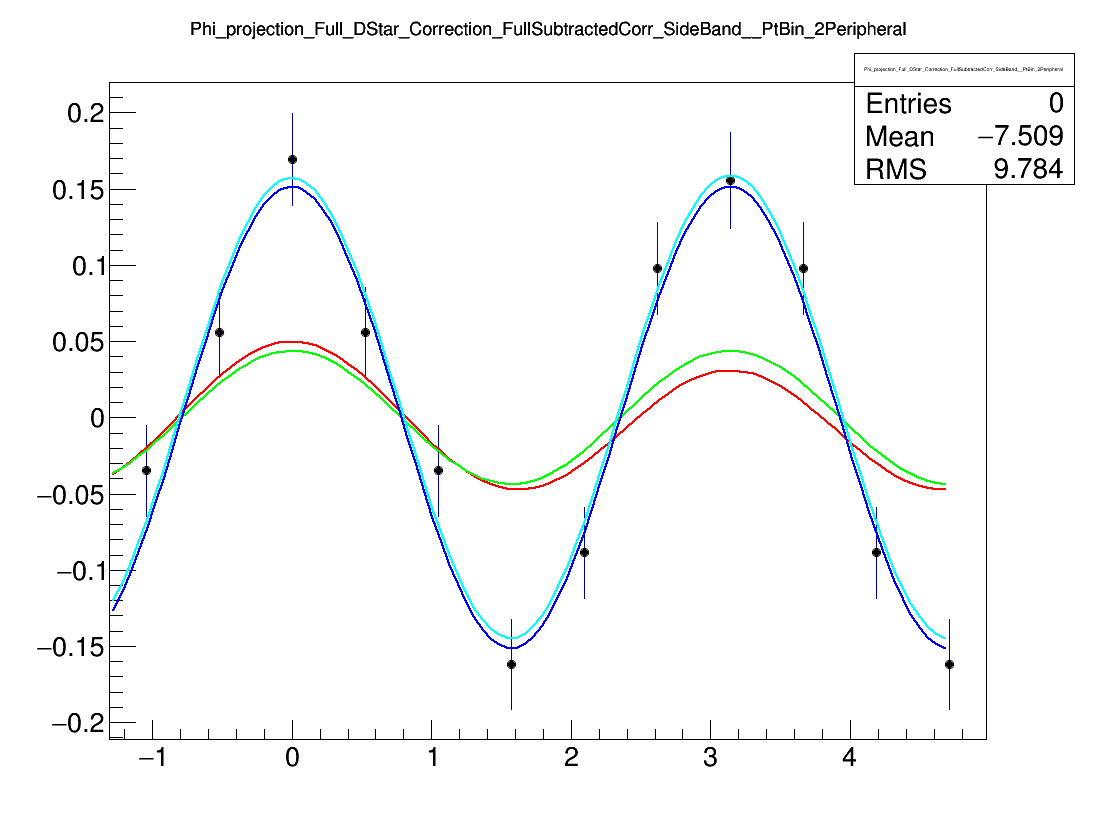 Phi_projection_Full_DStar_Correction_FullSubtractedCorr_SideBand__PtBin_2Peripheral
Phi_projection_Full_DStar_Correction_FullSubtractedCorr_SideBand__PtBin_2Peripheral
Entries 0
Mean −7.509
RMS 9.784
0.2
0.15
0.1
0.05
0
−0.05
−0.1
−0.15
−0.2
−1 0 1 2 3 4